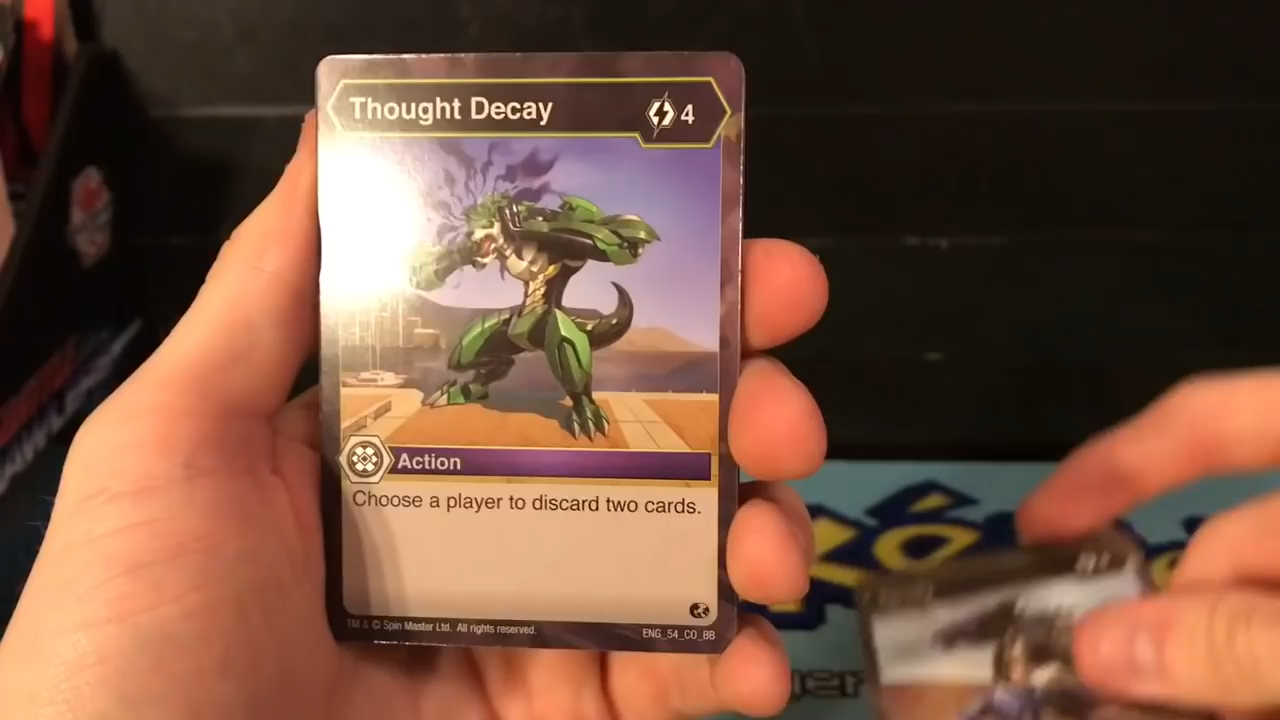 Thought Decay
4
Action
Choose a player to discard two cards.
TM & © Spin Master Ltd. All rights reserved.
ENG_54_CO_BB